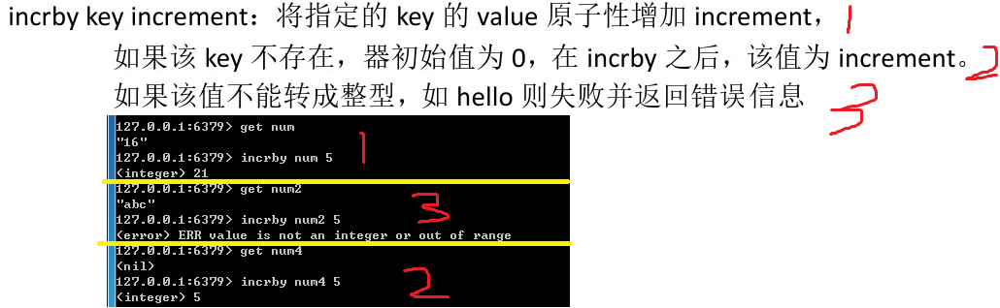 incrby key increment：将指定的 key 的 value 原子性增加 increment， 1
如果该 key 不存在，器初始值为 0，在 incrby 之后，该值为 increment。 2
如果该值不能转成整型，如 hello 则失败并返回错误信息 3
127.0.0.1:6379> get num
"16"
127.0.0.1:6379> incrby num 5
(integer) 21
1
127.0.0.1:6379> get num2
"abc"
127.0.0.1:6379> incrby num2 5
(error) ERR value is not an integer or out of range
3
127.0.0.1:6379> get num4
(nil)
127.0.0.1:6379> incrby num4 5
(integer) 5
2